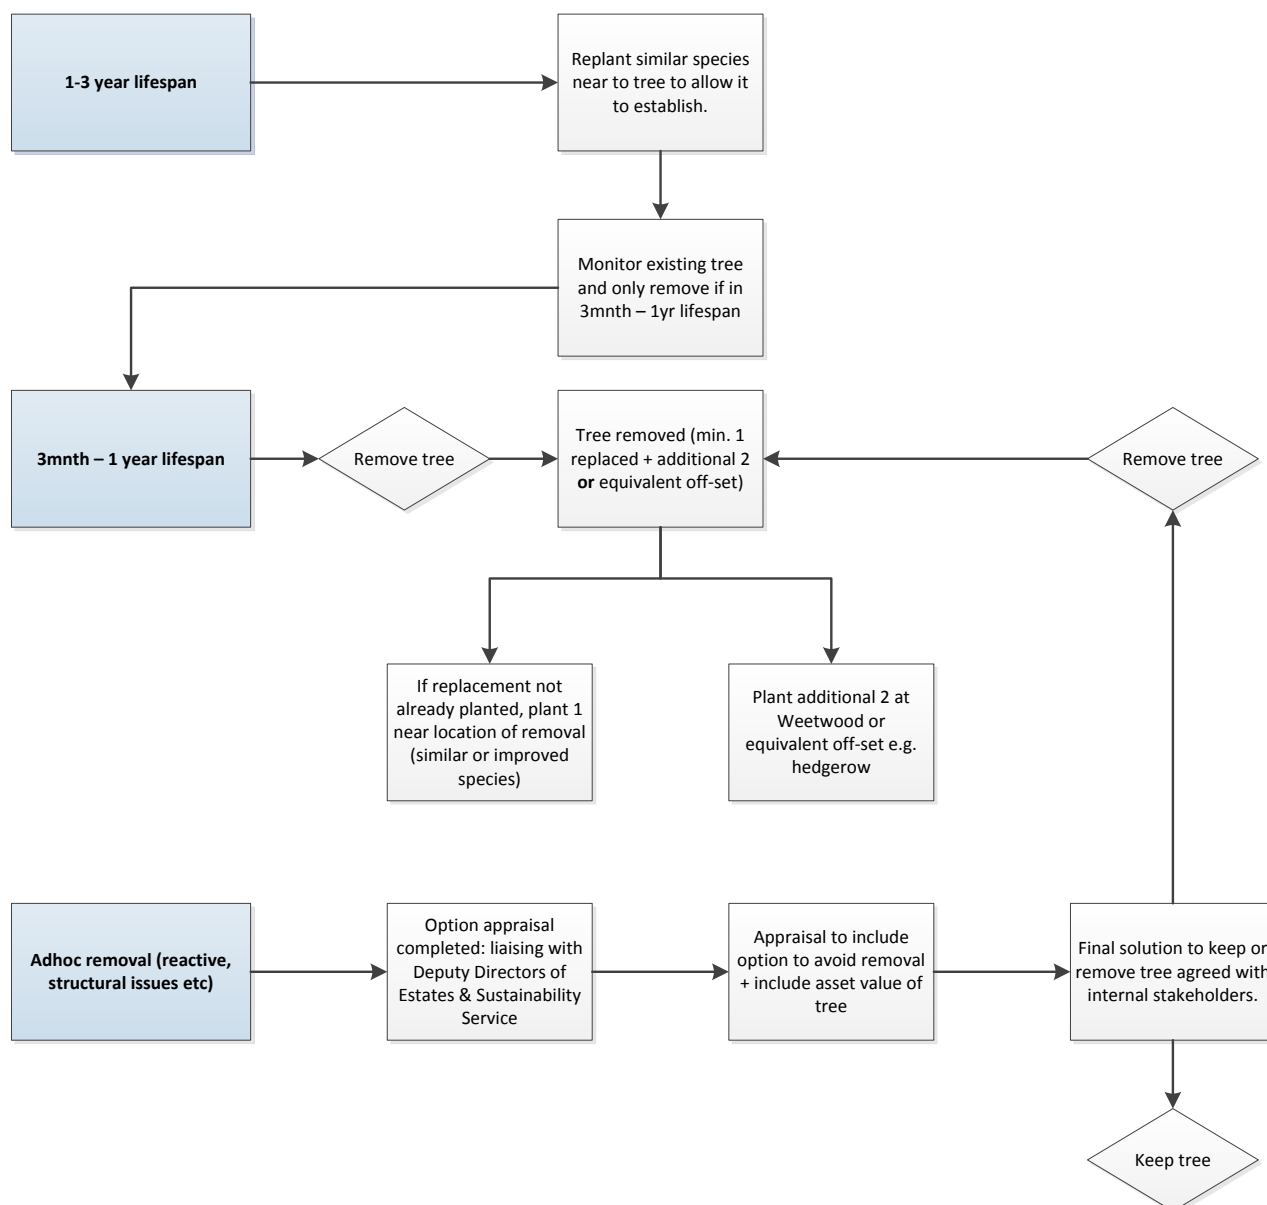 1-3 year lifespan
Replant similar species
near to tree to allow it
to establish.
Monitor existing tree
and only remove if in
3mnth – 1yr lifespan
3mnth – 1 year lifespan
Remove tree
Tree removed (min. 1
replaced + additional 2
or equivalent off-set)
Remove tree
If replacement not
already planted, plant 1
near location of removal
(similar or improved
species)
Plant additional 2 at
Weetwood or
equivalent off-set e.g.
hedgerow
Adhoc removal (reactive,
structural issues etc)
Option appraisal
completed: liaising with
Deputy Directors of
Estates & Sustainability
Service
Appraisal to include
option to avoid removal
+ include asset value of
tree
Final solution to keep or
remove tree agreed with
internal stakeholders.
Keep tree